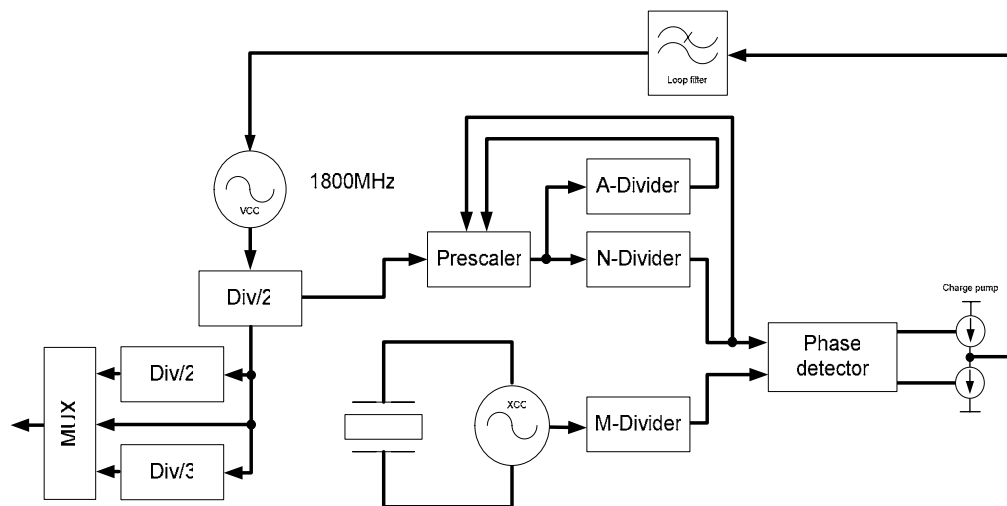 Loop filter
VCC
1800MHz
A-Divider
Prescaler
N-Divider
Div/2
Charge pump
Phase
detector
MUX
Div/2
XCC
M-Divider
Div/3